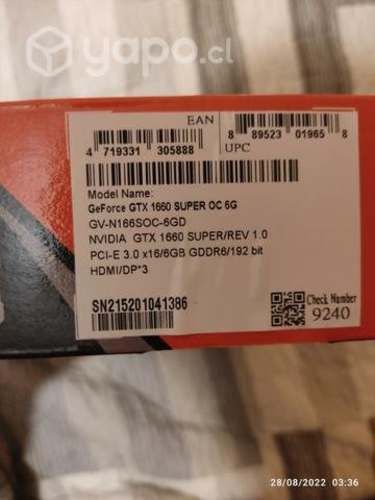 yapo.cl
EAN
4 719331 305888
8 89523 01965 8
UPC
Model Name:
GeForce GTX 1660 SUPER OC 6G
GV-N166SOC-6GD
NVIDIA GTX 1660 SUPER/REV 1.0
PCI-E 3.0 x16/6GB GDDR6/192 bit
HDMI/DP*3
SN215201041386
Check Number
9240
28/08/2022 03:36